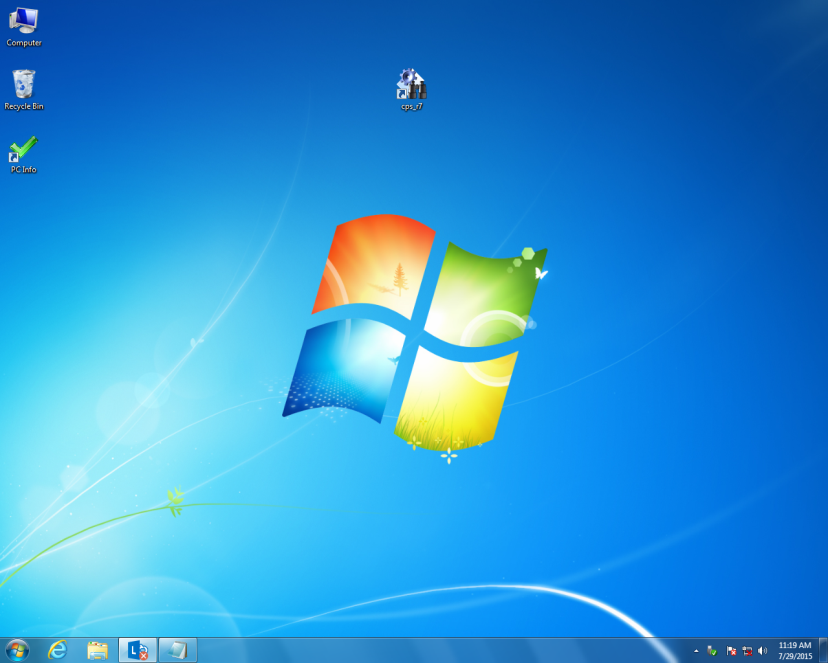 Computer
Recycle Bin
PC Info
cps_r7
11:19 AM
7/29/2015